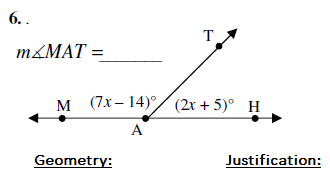 6. .
T
m∡MAT = _______
M (7x – 14)° (2x + 5)° H
A
Geometry: Justification: